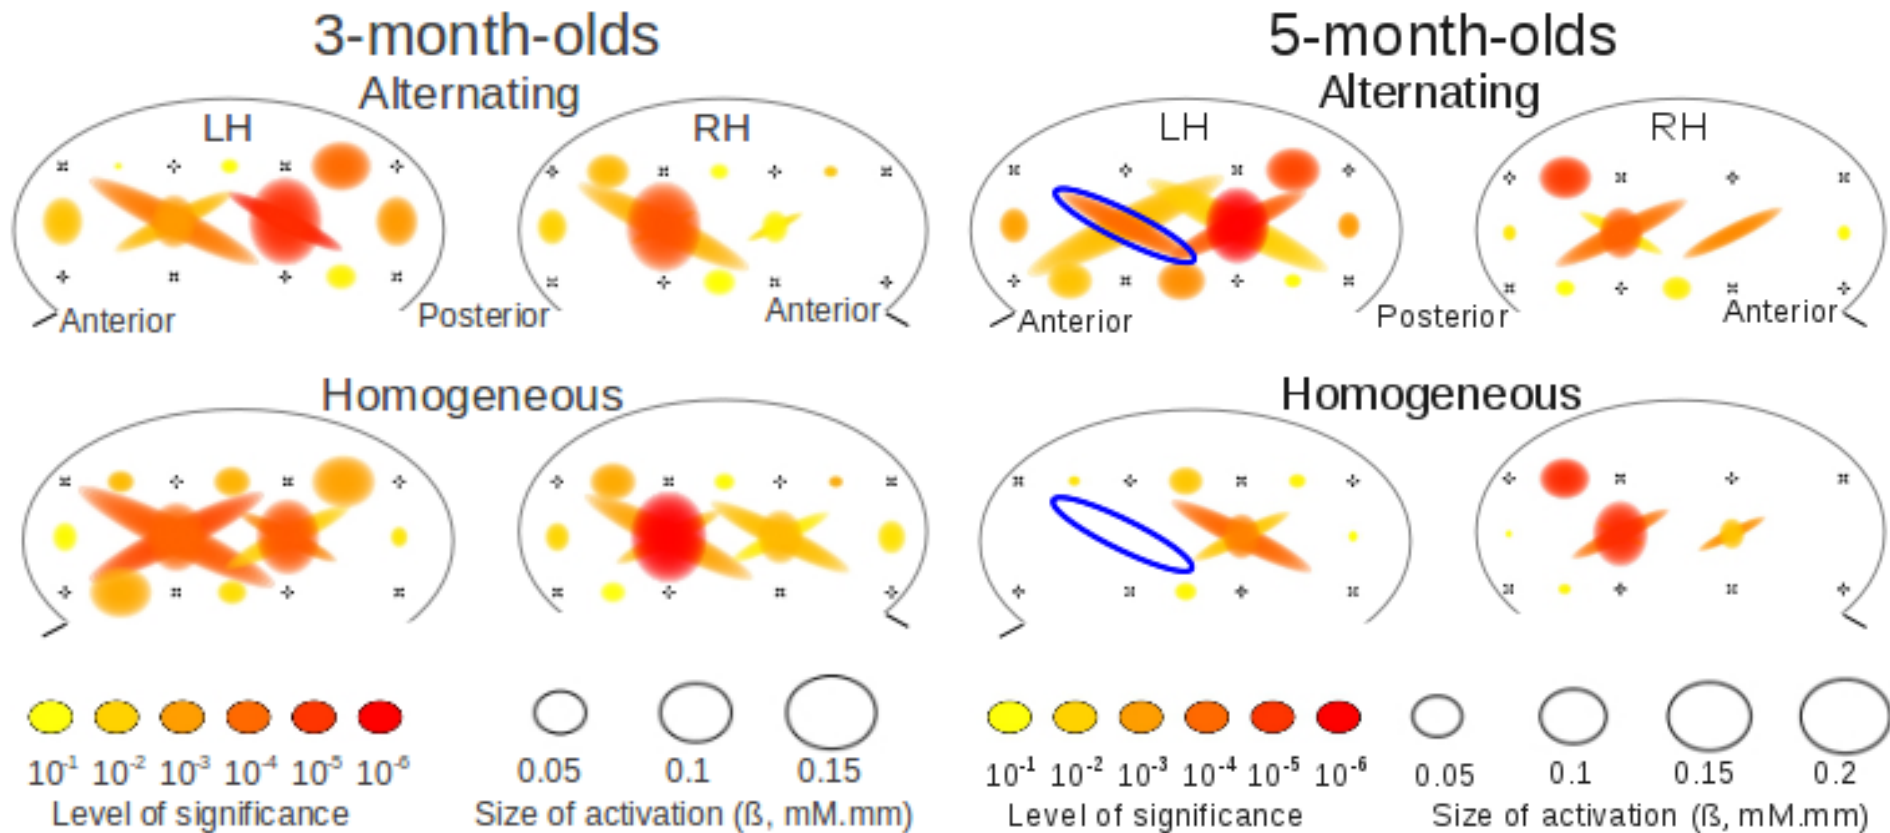 3-month-olds
5-month-olds
Alternating
Alternating
LH
RH
LH
RH
Anterior
Posterior
Anterior
Anterior
Posterior
Anterior
Homogeneous
Homogeneous
10⁻¹ 10⁻² 10⁻³ 10⁻⁴ 10⁻⁵ 10⁻⁶
0.05 0.1 0.15
10⁻¹ 10⁻² 10⁻³ 10⁻⁴ 10⁻⁵ 10⁻⁶
0.05 0.1 0.15 0.2
Level of significance
Size of activation (ß, mM.mm)
Level of significance
Size of activation (ß, mM.mm)